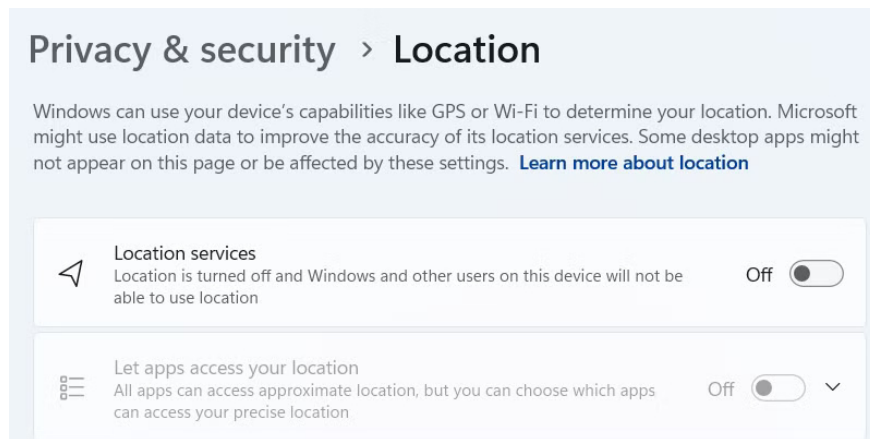 Privacy & security > Location
Windows can use your device's capabilities like GPS or Wi-Fi to determine your location. Microsoft
might use location data to improve the accuracy of its location services. Some desktop apps might
not appear on this page or be affected by these settings. Learn more about location
Location services
Location is turned off and Windows and other users on this device will not be
able to use location
Off
Let apps access your location
All apps can access approximate location, but you can choose which apps
can access your precise location
Off